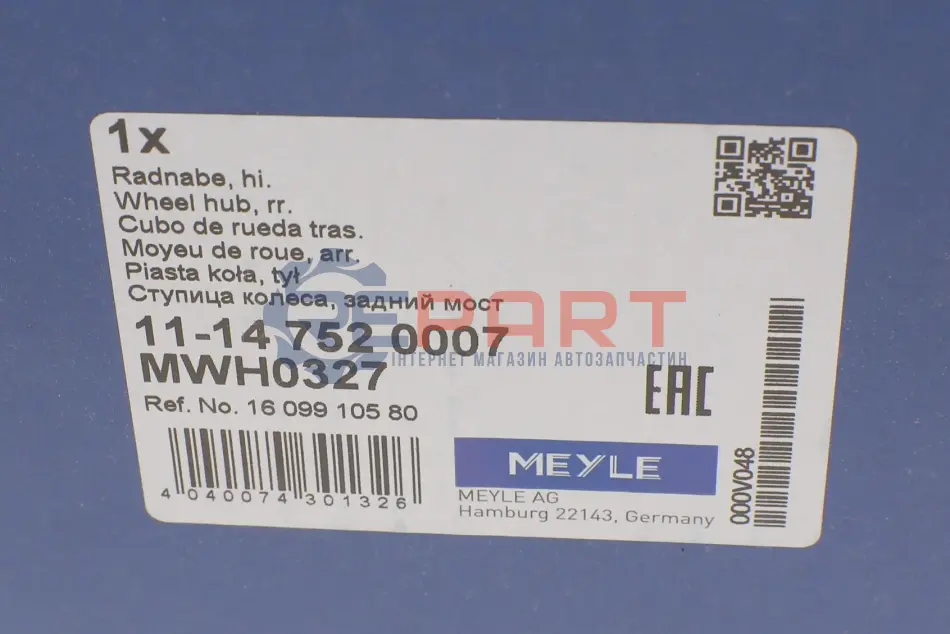 1x
Radnabe, hi.
Wheel hub, rr.
Cubo de rueda tras.
Moyeu de roue, arr.
Piasta koła, tył
Ступица колеса, задний мост
11-14 752 0007
MWH0327
Ref. No. 16 099 105 80
4 040074 301326
EAC
MEYLE
MEYLE AG
Hamburg 22143, Germany
000V048
PART
ІНТЕРНЕТ МАГАЗИН АВТОЗАПЧАСТИН